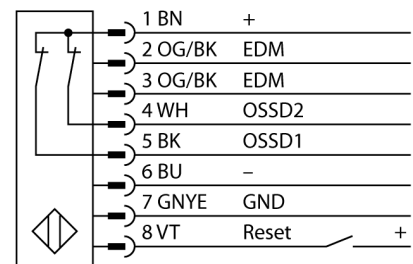 1 BN +
2 OG/BK EDM
3 OG/BK EDM
4 WH OSSD2
5 BK OSSD1
6 BU –
7 GNYE GND
8 VT Reset +